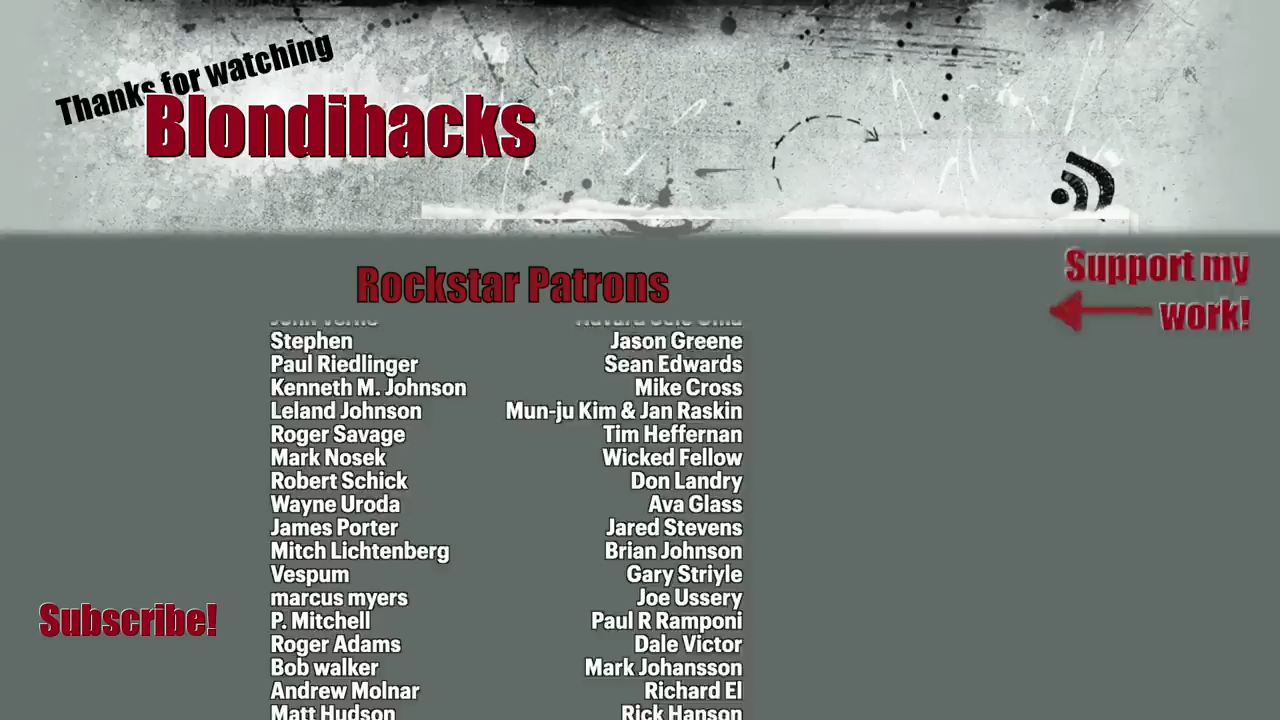 Thanks for watching
Blondihacks
Support my
work!
Rockstar Patrons
John Verne
Stephen
Jason Greene
Paul Riedlinger
Sean Edwards
Kenneth M. Johnson
Mike Cross
Leland Johnson
Mun-ju Kim & Jan Raskin
Roger Savage
Tim Heffernan
Mark Nosek
Wicked Fellow
Robert Schick
Don Landry
Wayne Uroda
Ava Glass
James Porter
Jared Stevens
Mitch Lichtenberg
Brian Johnson
Vespum
Gary Striyle
marcus myers
Joe Ussery
P. Mitchell
Paul R Ramponi
Roger Adams
Dale Victor
Bob walker
Mark Johansson
Andrew Molnar
Richard El
Matt Hudson
Rick Hanson
Subscribe!